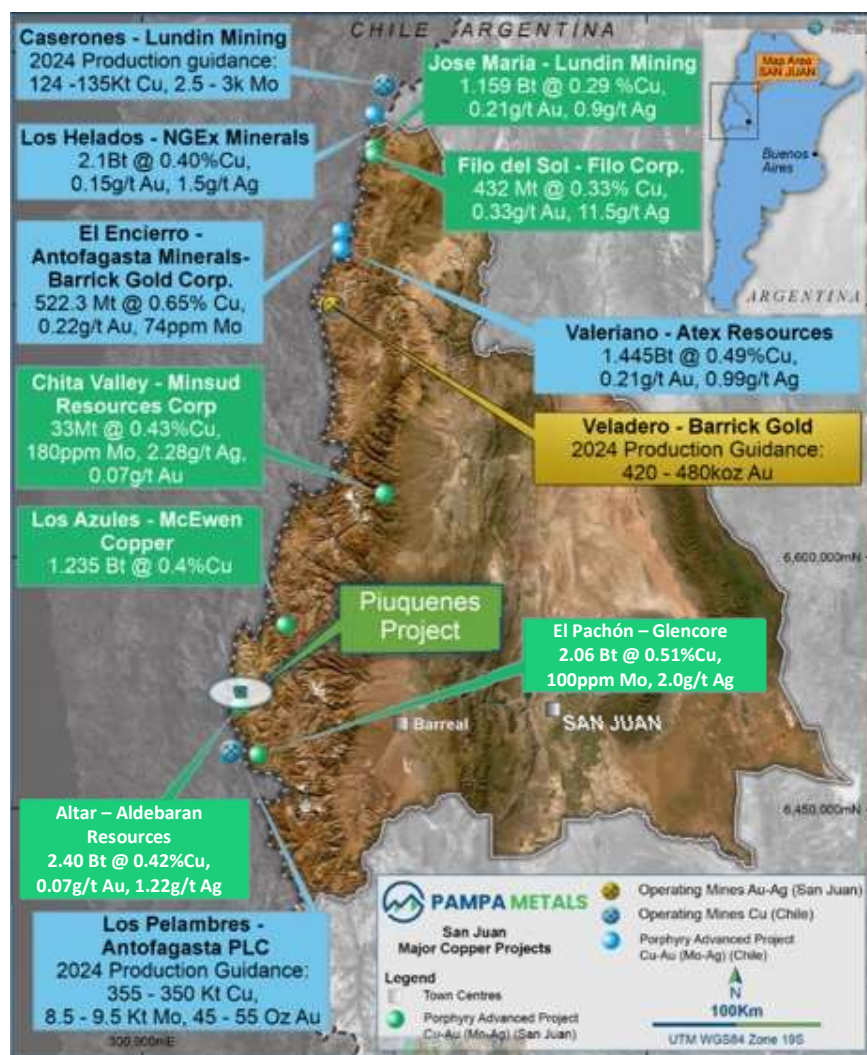 CHILE
ARGENTINA
Caserones - Lundin Mining
2024 Production guidance:
124 -135Kt Cu, 2.5 - 3k Mo
Jose Maria - Lundin Mining
1.159 Bt @ 0.29 %Cu,
0.21g/t Au, 0.9g/t Ag
Map Area
SAN JUAN
Los Helados - NGEx Minerals
2.1Bt @ 0.40%Cu,
0.15g/t Au, 1.5g/t Ag
Filo del Sol - Filo Corp.
432 Mt @ 0.33% Cu,
0.33g/t Au, 11.5g/t Ag
Buenos
Aires
El Encierro -
Antofagasta Minerals-
Barrick Gold Corp.
522.3 Mt @ 0.65% Cu,
0.22g/t Au, 74ppm Mo
ARGENTINA
Valeriano - Atex Resources
1.445Bt @ 0.49%Cu,
0.21g/t Au, 0.99g/t Ag
Chita Valley - Minsud
Resources Corp
33Mt @ 0.43%Cu,
180ppm Mo, 2.28g/t Ag,
0.07g/t Au
Veladero - Barrick Gold
2024 Production Guidance:
420 - 480koz Au
Los Azules - McEwen
Copper
1.235 Bt @ 0.4%Cu
6,600,000mN
Piuquenes
Project
El Pachón – Glencore
2.06 Bt @ 0.51%Cu,
100ppm Mo, 2.0g/t Ag
Barreal
SAN JUAN
Altar – Aldebaran
Resources
2.40 Bt @ 0.42%Cu,
0.07g/t Au, 1.22g/t Ag
6,450,000mN
Los Pelambres -
Antofagasta PLC
2024 Production Guidance:
355 - 350 Kt Cu,
8.5 - 9.5 Kt Mo, 45 - 55 Oz Au
300,000mE
PAMPA METALS
San Juan
Major Copper Projects
Legend
Town Centres
Porphyry Advanced Project
Cu-Au (Mo-Ag) (San Juan)
Operating Mines Au-Ag (San Juan)
Operating Mines Cu (Chile)
Porphyry Advanced Project
Cu-Au (Mo-Ag) (Chile)
N
100Km
UTM WGS84 Zone 19S